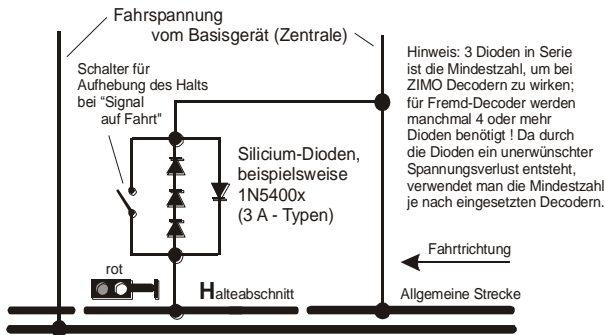 Fahrspannung
vom Basisgerät (Zentrale)
Schalter für
Aufhebung des Halts
bei "Signal
auf Fahrt"
Silicium-Dioden,
beispielsweise
1N5400x
(3 A - Typen)
Hinweis: 3 Dioden in Serie
ist die Mindestzahl, um bei
ZIMO Decodern zu wirken;
für Fremd-Decoder werden
manchmal 4 oder mehr
Dioden benötigt ! Da durch
die Dioden ein unerwünschter
Spannungsverlust entsteht,
verwendet man die Mindestzahl
je nach eingesetzten Decodern.
Fahrtrichtung
rot
Halteabschnitt
Allgemeine Strecke